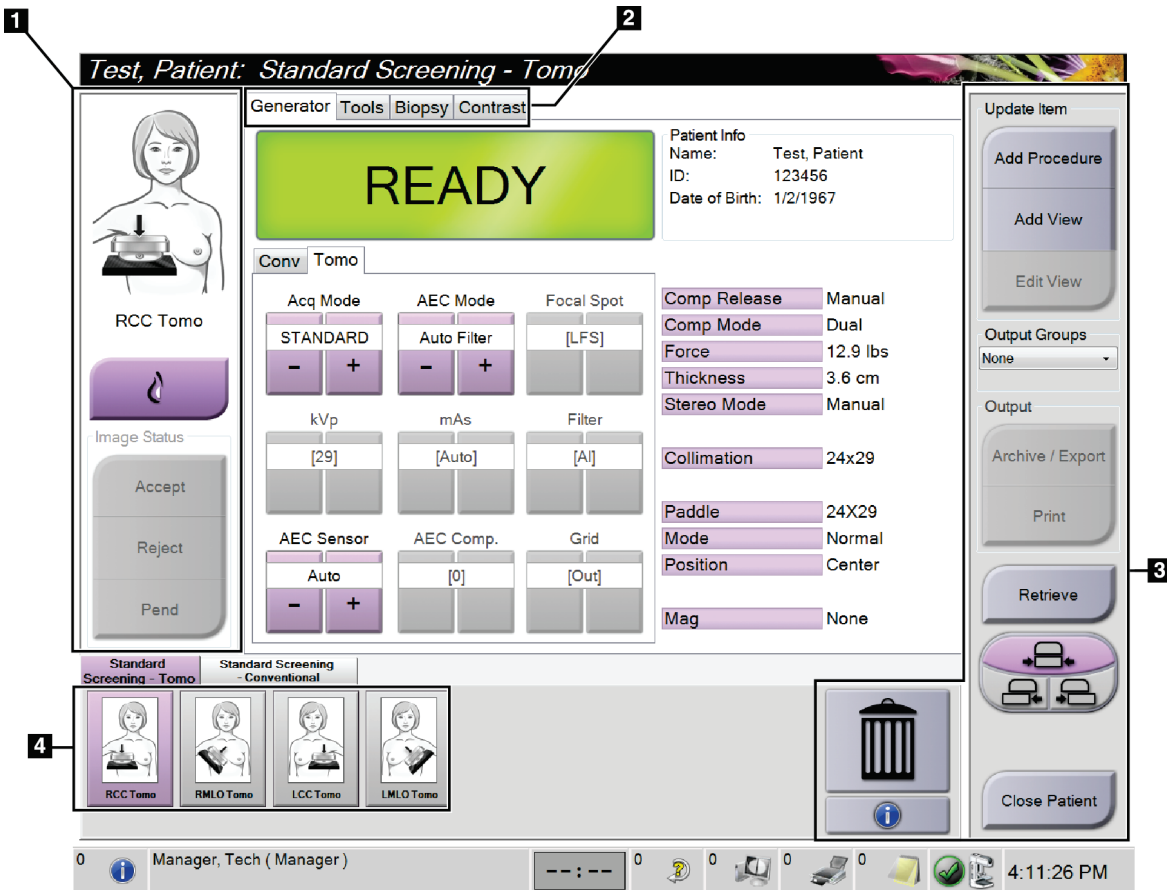 1
2
Test, Patient: Standard Screening - Tomo
Generator Tools Biopsy Contrast
READY
Patient Info
Name: Test, Patient
ID: 123456
Date of Birth: 1/2/1967
RCC Tomo
Image Status
Accept
Reject
Pend
Conv Tomo
Acq Mode AEC Mode Focal Spot
STANDARD Auto Filter [LFS]
- + - +
kVp mAs Filter
[29] [Auto] [Al]
AEC Sensor AEC Comp. Grid
Auto [0] [Out]
- +
Comp Release Manual
Comp Mode Dual
Force 12.9 lbs
Thickness 3.6 cm
Stereo Mode Manual
Collimation 24x29
Paddle 24X29
Mode Normal
Position Center
Mag None
Update Item
Add Procedure
Add View
Edit View
Output Groups
None
Output
Archive / Export
Print
3
Retrieve
Close Patient
Standard
Screening - Tomo
Standard Screening
- Conventional
4
RCC Tomo RMLO Tomo LCC Tomo LMLO Tomo
i
0 i Manager, Tech ( Manager ) --:-- 0 ? 0 0 0 4:11:26 PM